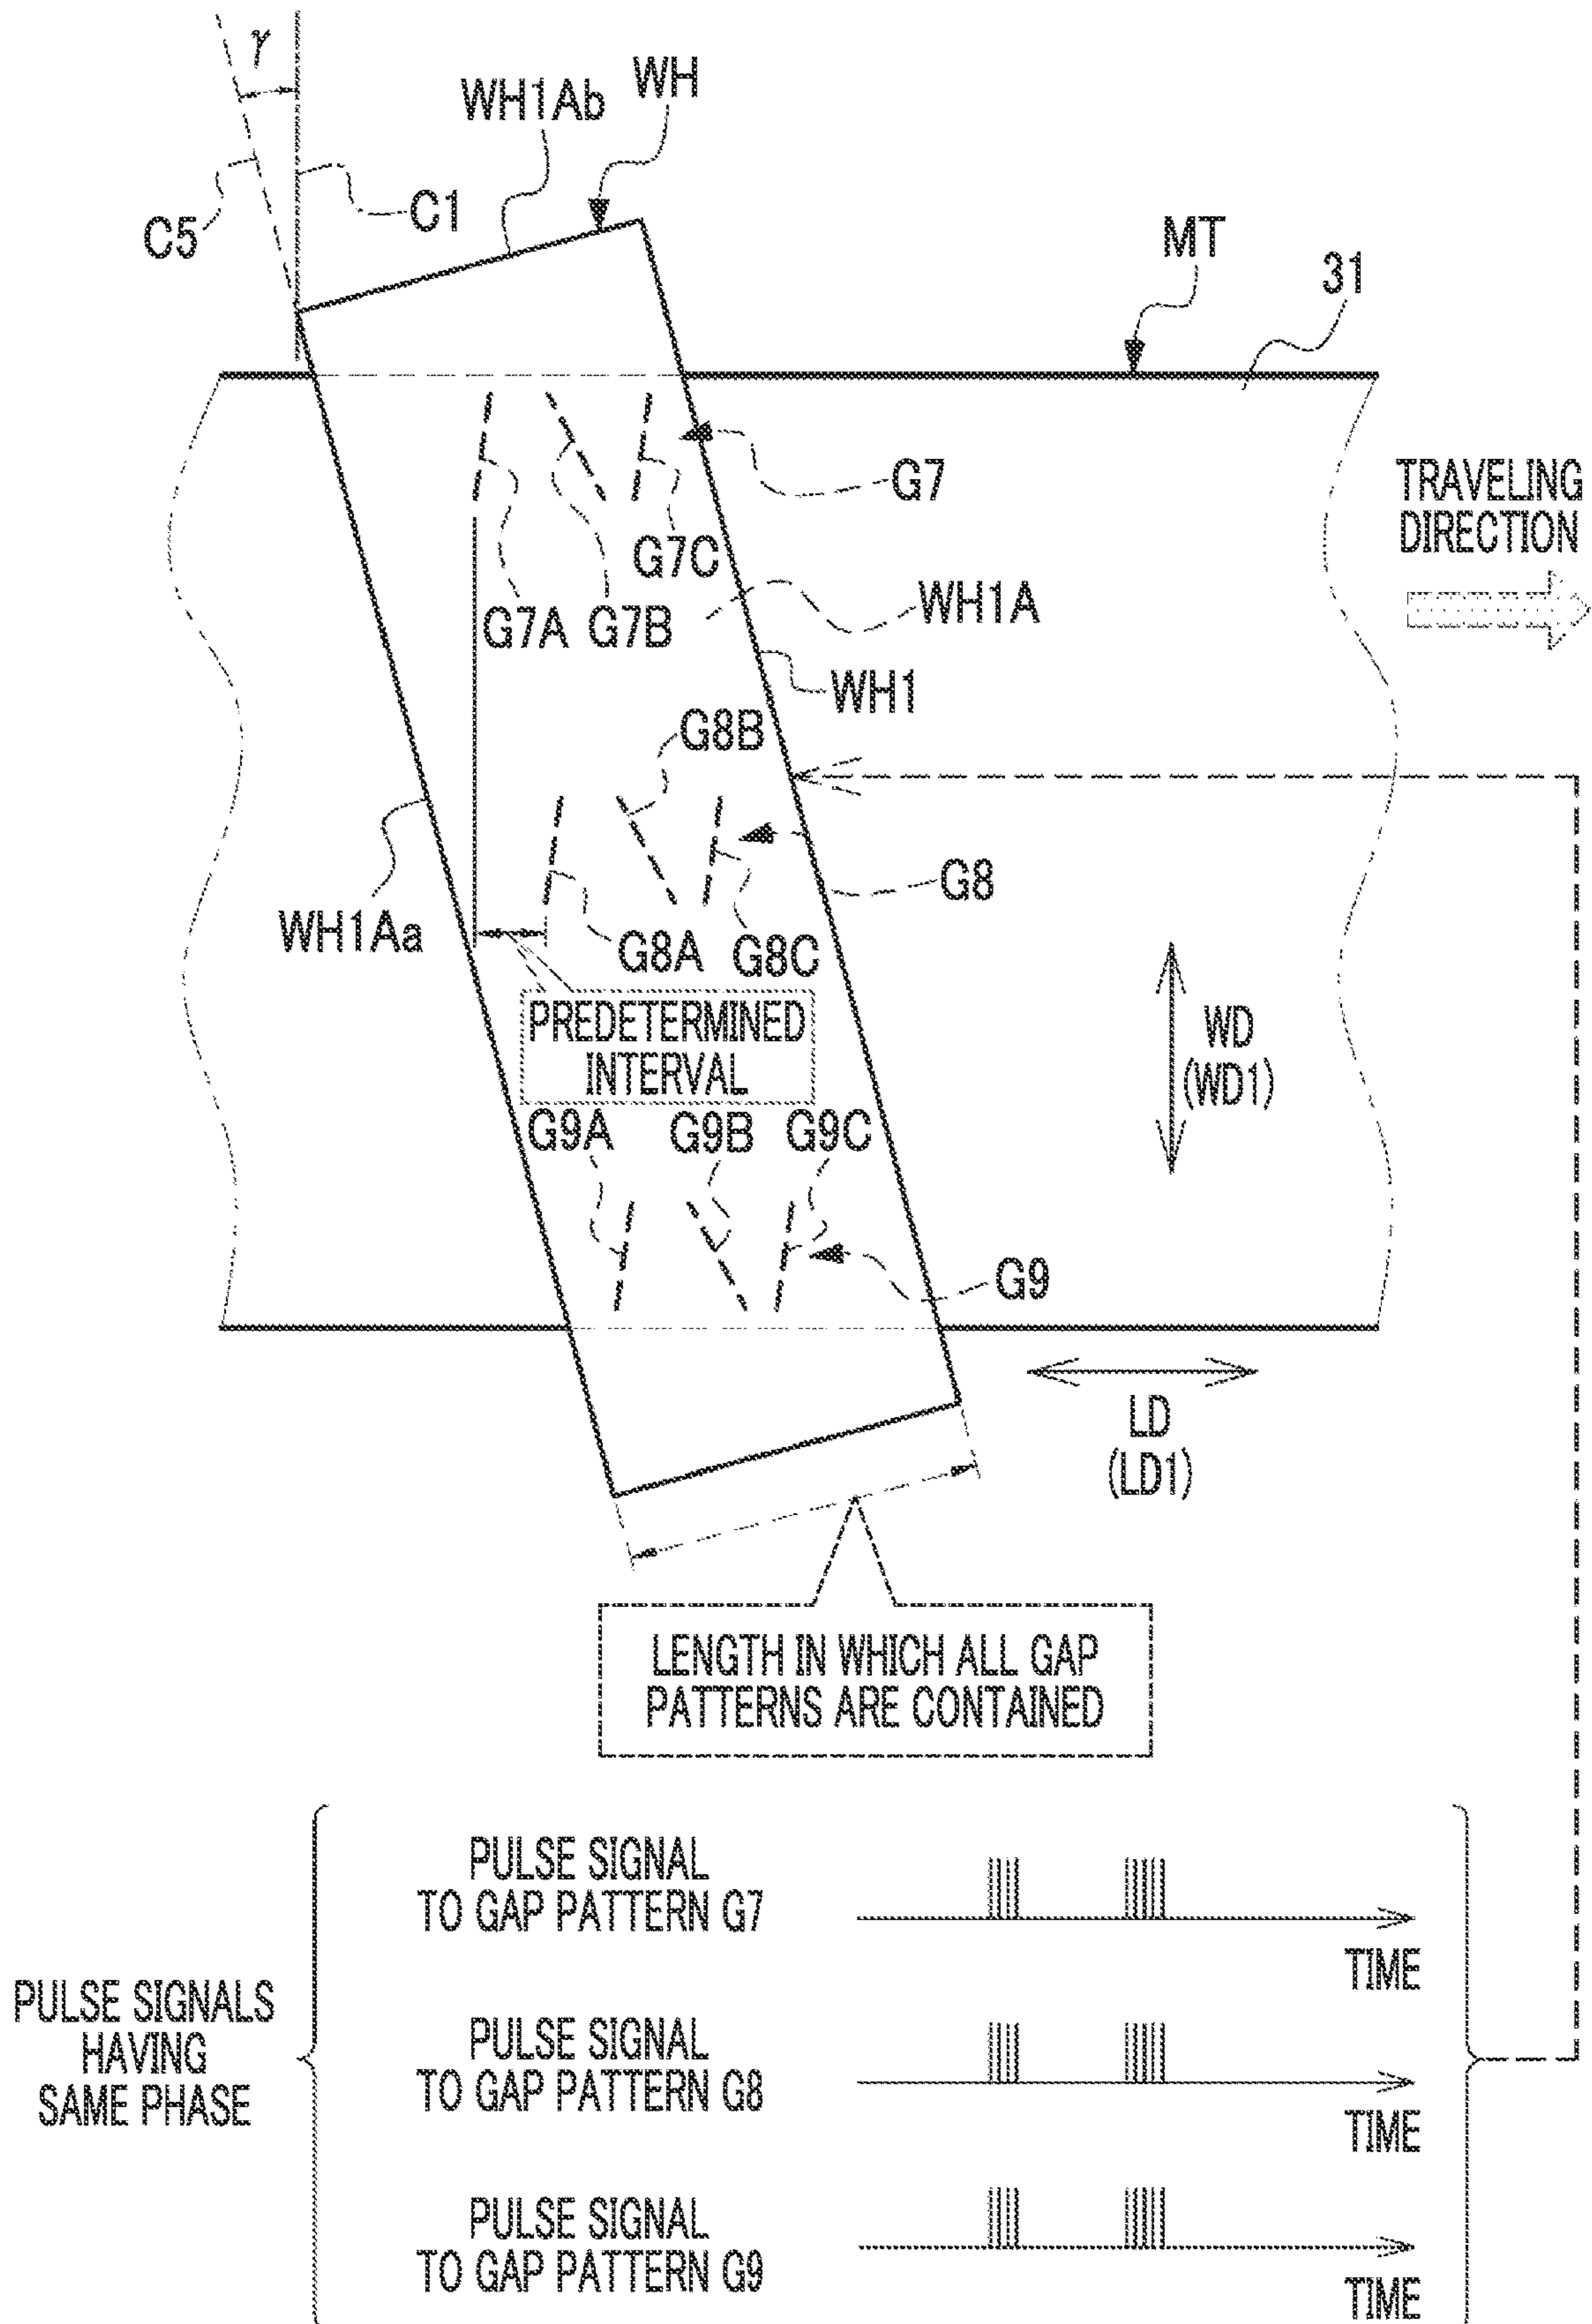 γ
WH1Ab
WH
C5
C1
MT
31
G7
TRAVELING
DIRECTION
G7C
G7A
G7B
WH1A
WH1
G8B
G8
WH1Aa
G8A
G8C
PREDETERMINED
INTERVAL
WD
(WD1)
G9A
G9B
G9C
G9
LD
(LD1)
LENGTH IN WHICH ALL GAP
PATTERNS ARE CONTAINED
PULSE SIGNALS
HAVING
SAME PHASE
PULSE SIGNAL
TO GAP PATTERN G7
TIME
PULSE SIGNAL
TO GAP PATTERN G8
TIME
PULSE SIGNAL
TO GAP PATTERN G9
TIME